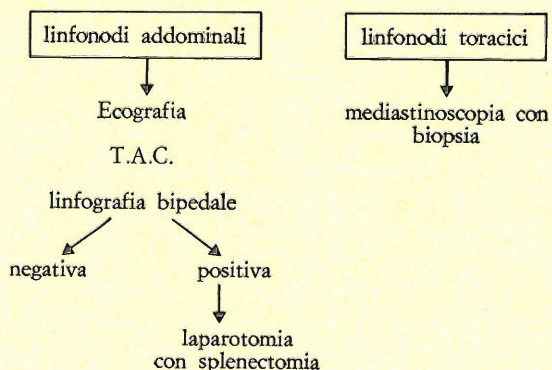 linfonodi addominali
Ecografia
T.A.C.
linfografia bipedale
negativa
positiva
laparotomia
con splenectomia
linfonodi toracici
mediastinoscopia con
biopsia